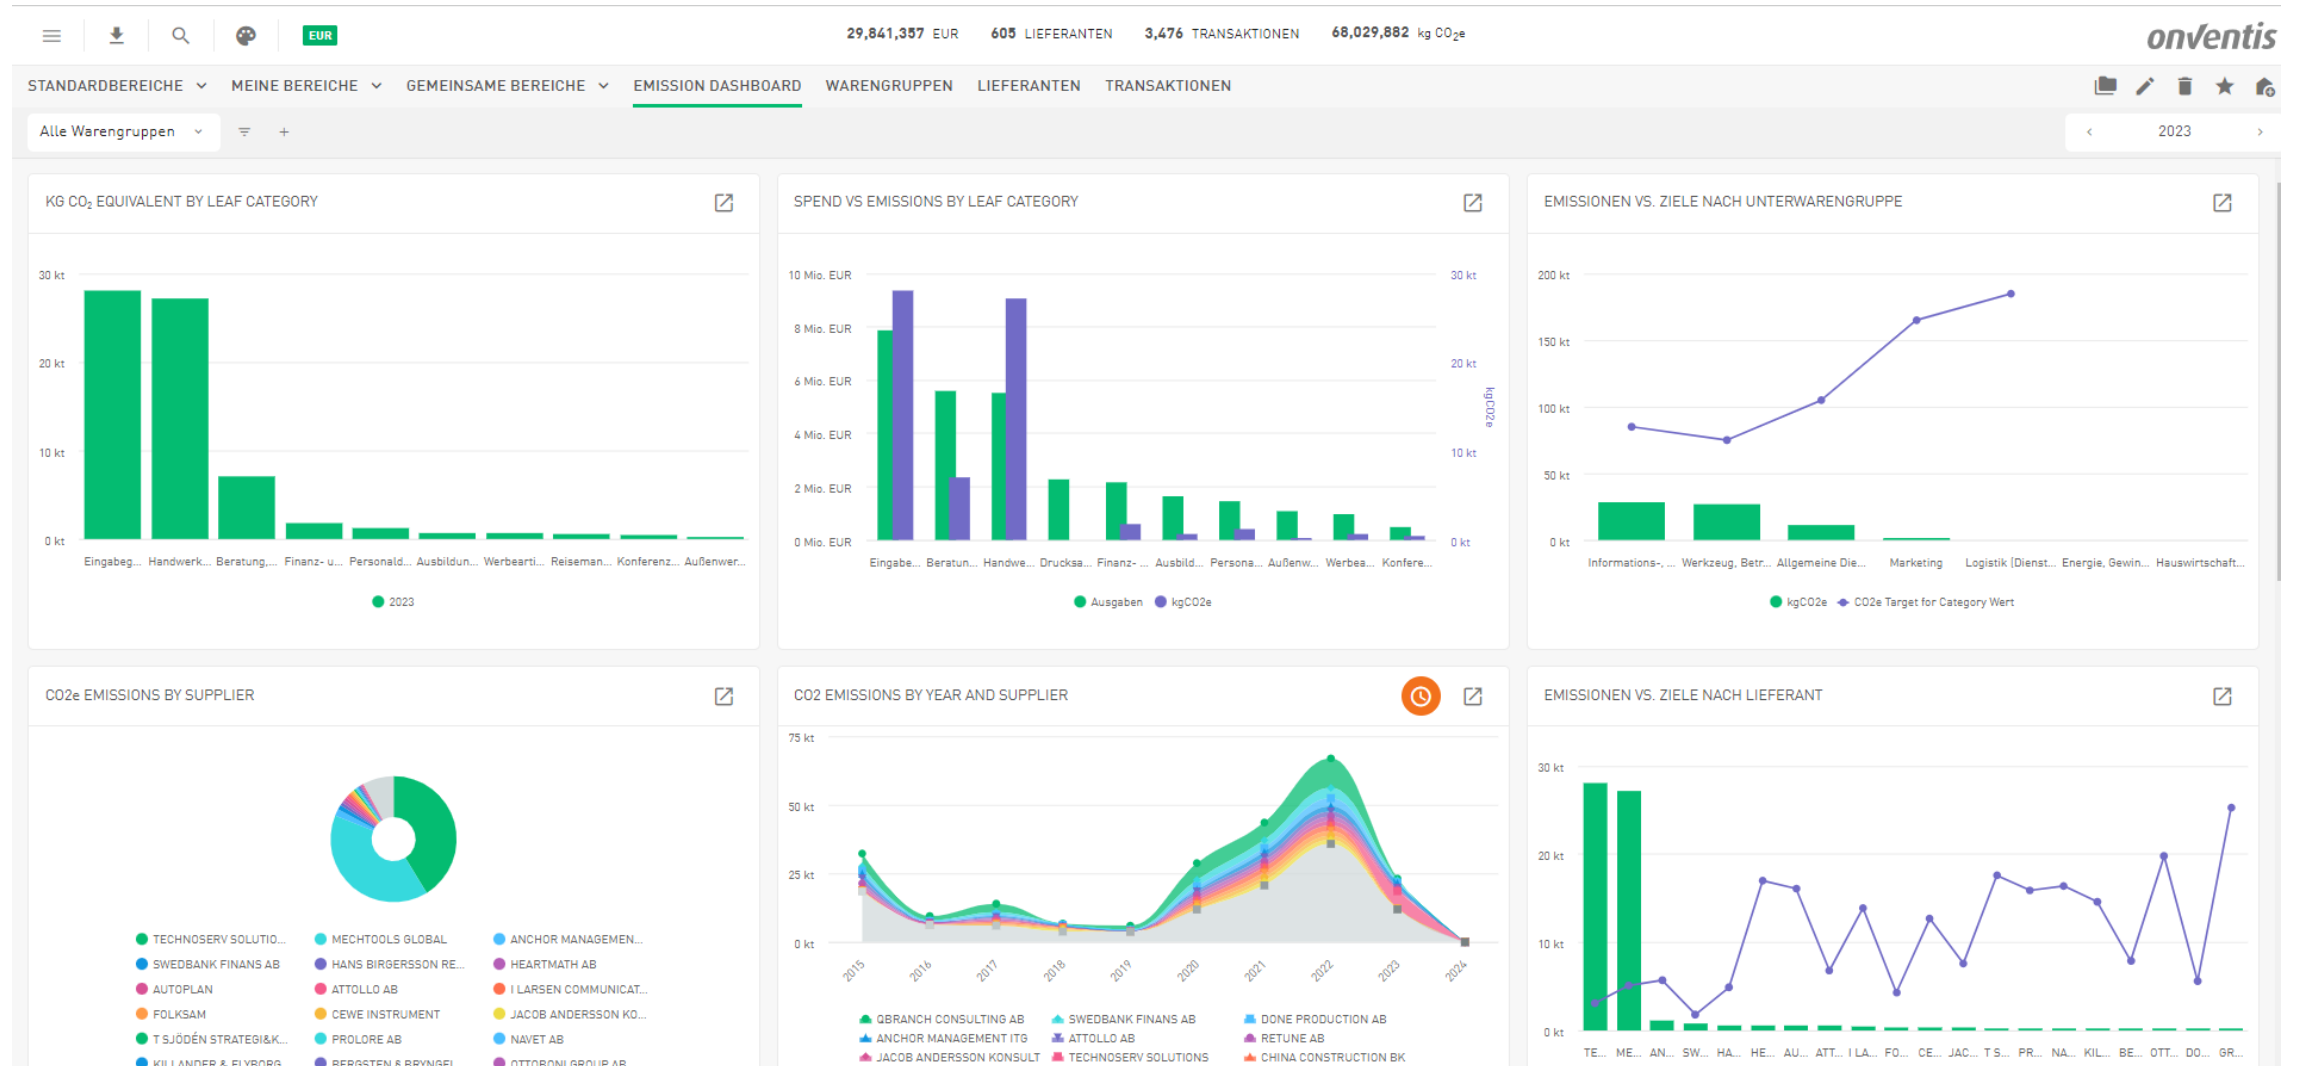 EUR
29,841,357 EUR 605 LIEFERANTEN 3,476 TRANSAKTIONEN 68,029,882 kg CO₂e
onventis
STANDARDBEREICHE MEINE BEREICHE GEMEINSAME BEREICHE EMISSION DASHBOARD WARENGRUPPEN LIEFERANTEN TRANSAKTIONEN
Alle Warengruppen + < 2023 >
KG CO₂ EQUIVALENT BY LEAF CATEGORY
30 kt
20 kt
10 kt
0 kt
Eingabeg... Handwerk... Beratung,... Finanz- u... Personald... Ausbildun... Werbearti... Reiseman... Konferenz... Außenwer...
2023
SPEND VS EMISSIONS BY LEAF CATEGORY
10 Mio. EUR 30 kt
8 Mio. EUR
20 kt
6 Mio. EUR
kgCO2e
4 Mio. EUR
10 kt
2 Mio. EUR
0 Mio. EUR 0 kt
Eingabe... Beratun... Handwe... Drucksa... Finanz- ... Ausbild... Persona... Außenw... Werbea... Konfere...
Ausgaben kgCO2e
EMISSIONEN VS. ZIELE NACH UNTERWARENGRUPPE
200 kt
150 kt
100 kt
50 kt
0 kt
Informations-, ... Werkzeug, Betr... Allgemeine Die... Marketing Logistik (Dienst... Energie, Gewin... Hauswirtschaft...
kgCO2e CO2e Target for Category Wert
CO2e EMISSIONS BY SUPPLIER
TECHNOSERV SOLUTIO... MECHTOOLS GLOBAL ANCHOR MANAGEMEN...
SWEDBANK FINANS AB HANS BIRGERSSON RE... HEARTMATH AB
AUTOPLAN ATTOLLO AB I LARSEN COMMUNICAT...
FOLKSAM CEWE INSTRUMENT JACOB ANDERSSON KO...
T SJÖDÉN STRATEGI&K... PROLORE AB NAVET AB
KILLANDER & ELYBORG BERGSTEN & BRYNGEL OTTOBONI GROUP AB
CO2 EMISSIONS BY YEAR AND SUPPLIER
75 kt
50 kt
25 kt
0 kt
2015 2016 2017 2018 2019 2020 2021 2022 2023 2024
QBRANCH CONSULTING AB SWEDBANK FINANS AB DONE PRODUCTION AB
ANCHOR MANAGEMENT ITG ATTOLLO AB RETUNE AB
JACOB ANDERSSON KONSULT TECHNOSERV SOLUTIONS CHINA CONSTRUCTION BK
EMISSIONEN VS. ZIELE NACH LIEFERANT
30 kt
20 kt
10 kt
0 kt
TE... ME... AN... SW... HA... HE... AU... ATT... I LA... FO... CE... JAC... T S... PR... NA... KIL... BE... OTT... DO... GR...